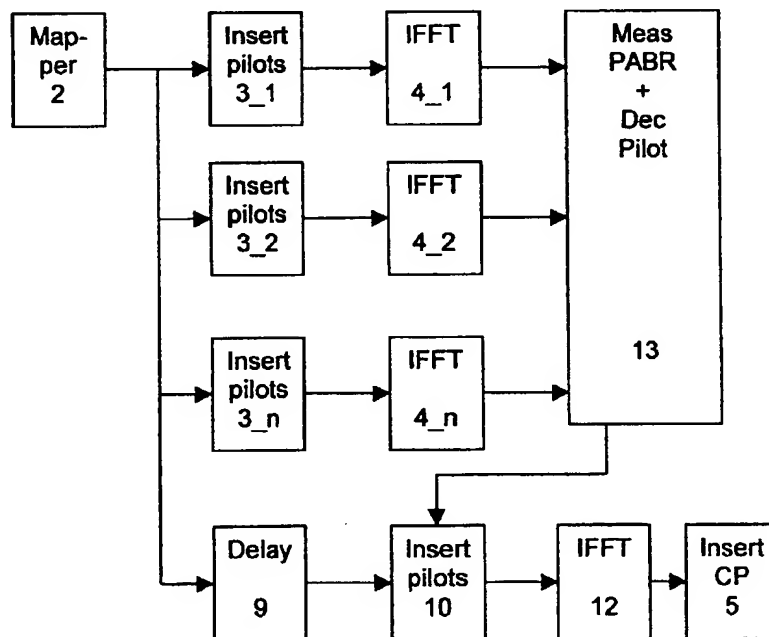 Map-
per
2
Insert
pilots
3_1
IFFT
4_1
Meas
PABR
+
Dec
Pilot
13
Insert
pilots
3_2
IFFT
4_2
Insert
pilots
3_n
IFFT
4_n
Delay
9
Insert
pilots
10
IFFT
12
Insert
CP
5